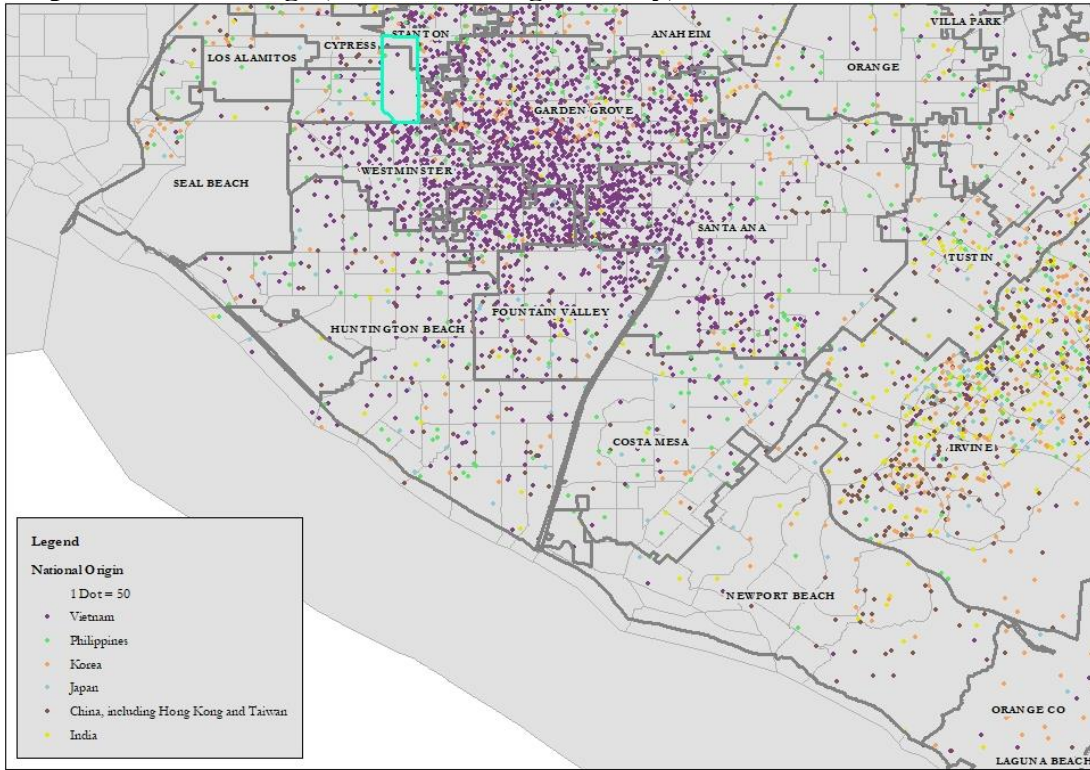 STANTON
VILLA PARK
CYPRESS
ANAHEIM
LOS ALAMITOS
ORANGE
GARDEN GROVE
WESTMINSTER
SEAL BEACH
SANTA ANA
TUSTIN
FOUNTAIN VALLEY
HUNTINGTON BEACH
COSTA MESA
IRVINE
Legend
National Origin
1 Dot = 50
Vietnam
Philippines
Korea
Japan
China, including Hong Kong and Taiwan
India
NEWPORT BEACH
ORANGE CO
LAGUNA BEACH